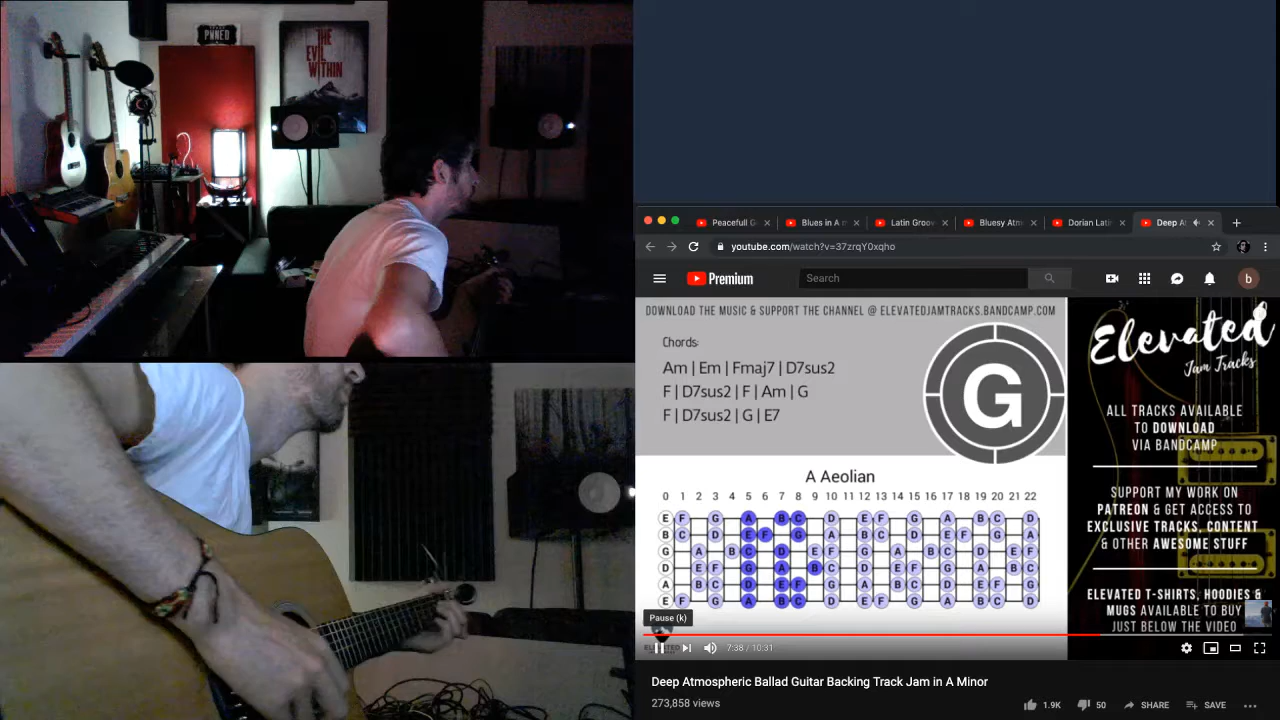 PWNED
THE
EVIL
WITHIN
Peacefull G
Blues in A m
Latin Groov
Bluesy Atm
Dorian Lati
Deep At
youtube.com/watch?v=37zrqY0xqho
Premium
Search
b
DOWNLOAD THE MUSIC & SUPPORT THE CHANNEL @ ELEVATEDJAMTRACKS.BANDCAMP.COM
Chords:
Am | Em | Fmaj7 | D7sus2
F | D7sus2 | F | Am | G
F | D7sus2 | G | E7
G
A Aeolian
0 1 2 3 4 5 6 7 8 9 10 11 12 13 14 15 16 17 18 19 20 21 22
E F G A B C D E F G A B C D
B C D E F G A B C D E F G A
G A B C D E F G A B C D E F
D E F G A B C D E F G A B C
A B C D E F G A B C D E F G
E F G A B C D E F G A B C D
Elevated
Jam Tracks
ALL TRACKS AVAILABLE
TO DOWNLOAD
VIA BANDCAMP
SUPPORT MY WORK ON
PATREON & GET ACCESS TO
EXCLUSIVE TRACKS, CONTENT
& OTHER AWESOME STUFF
ELEVATED T-SHIRTS, HOODIES &
MUGS AVAILABLE TO BUY
JUST BELOW THE VIDEO
Pause (k)
7:38 / 10:31
Deep Atmospheric Ballad Guitar Backing Track Jam in A Minor
273,858 views
1.9K
50
SHARE
SAVE